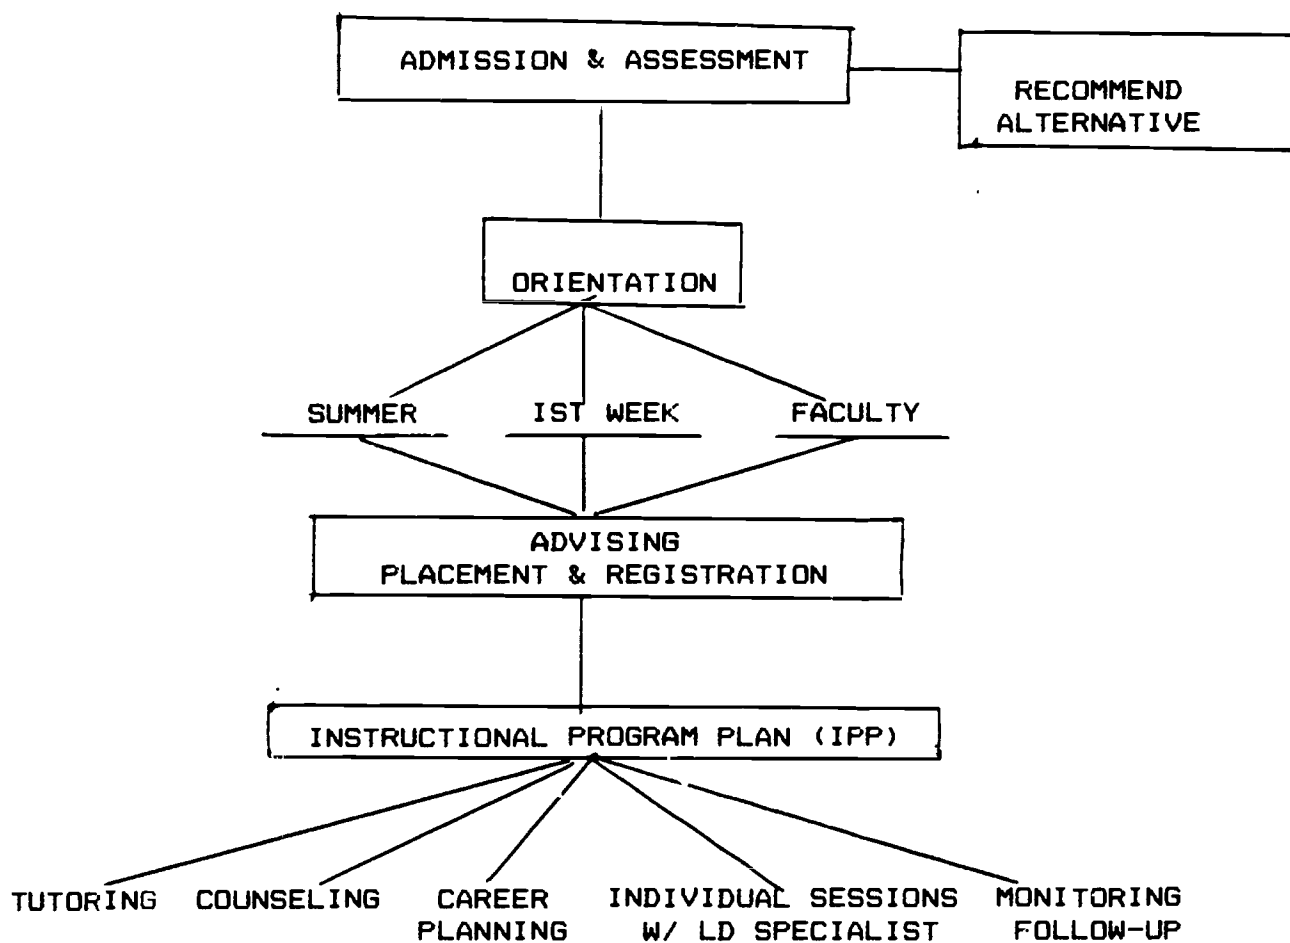 ADMISSION & ASSESSMENT
RECOMMEND
ALTERNATIVE
ORIENTATION
SUMMER
IST WEEK
FACULTY
ADVISING
PLACEMENT & REGISTRATION
INSTRUCTIONAL PROGRAM PLAN (IPP)
TUTORING
COUNSELING
CAREER
PLANNING
INDIVIDUAL SESSIONS
W/ LD SPECIALIST
MONITORING
FOLLOW-UP